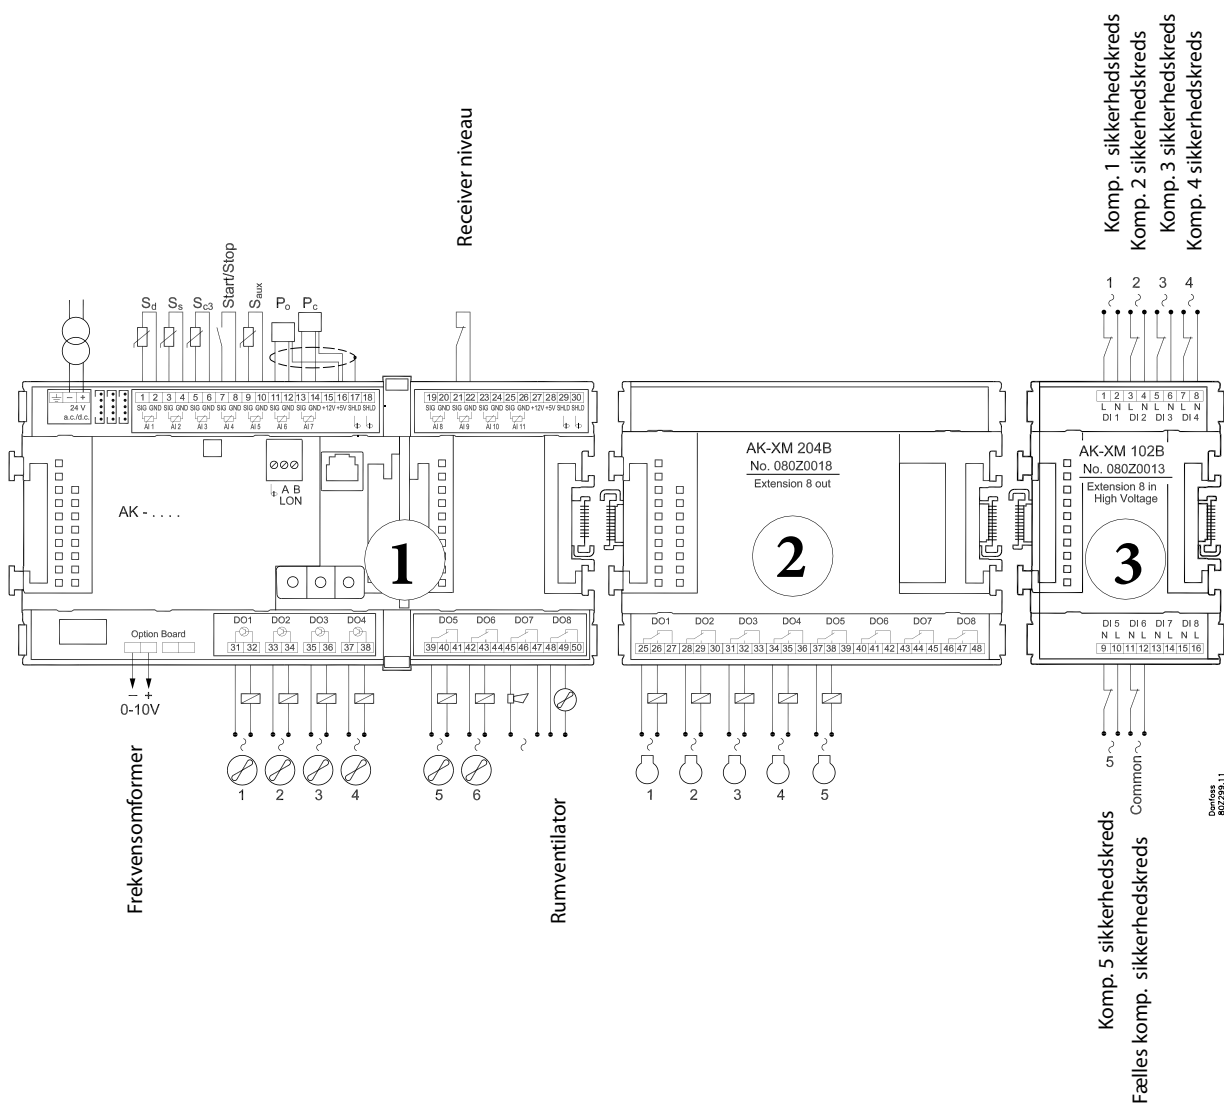 Komp. 1 sikkerhedskreds
Komp. 2 sikkerhedskreds
Komp. 3 sikkerhedskreds
Komp. 4 sikkerhedskreds
Receiver niveau
Sd
Ss
Sc3
Start/Stop
Saux
Po
Pc
1 2 3 4
− +
24 V
a.c./d.c.
1 2 3 4 5 6 7 8 9 10 11 12 13 14 15 16 17 18
SIG GND SIG GND SIG GND SIG GND SIG GND SIG GND SIG GND +12V +5V SHLD SHLD
AI 1 AI 2 AI 3 AI 4 AI 5 AI 6 AI 7
19 20 21 22 23 24 25 26 27 28 29 30
SIG GND SIG GND SIG GND SIG GND +12V +5V SHLD SHLD
AI 8 AI 9 AI 10 AI 11
1 2 3 4 5 6 7 8
L N L N L N N L
DI 1 DI 2 DI 3 DI 4
A B
LON
AK - . . . .
1
AK-XM 204B
No. 080Z0018
Extension 8 out
2
AK-XM 102B
No. 080Z0013
Extension 8 in
High Voltage
3
Option Board
DO1 DO2 DO3 DO4
31 32 33 34 35 36 37 38
DO5 DO6 DO7 DO8
39 40 41 42 43 44 45 46 47 48 49 50
DO1 DO2 DO3 DO4 DO5 DO6 DO7 DO8
25 26 27 28 29 30 31 32 33 34 35 36 37 38 39 40 41 42 43 44 45 46 47 48
DI 5 DI 6 DI 7 DI 8
N L N L N L N L
9 10 11 12 13 14 15 16
− +
0-10V
1 2 3 4 5 6
1 2 3 4 5
5
Common
Frekvensomformer
Rumventilator
Komp. 5 sikkerhedskreds
Fælles komp. sikkerhedskreds
Danfoss
80Z299.11